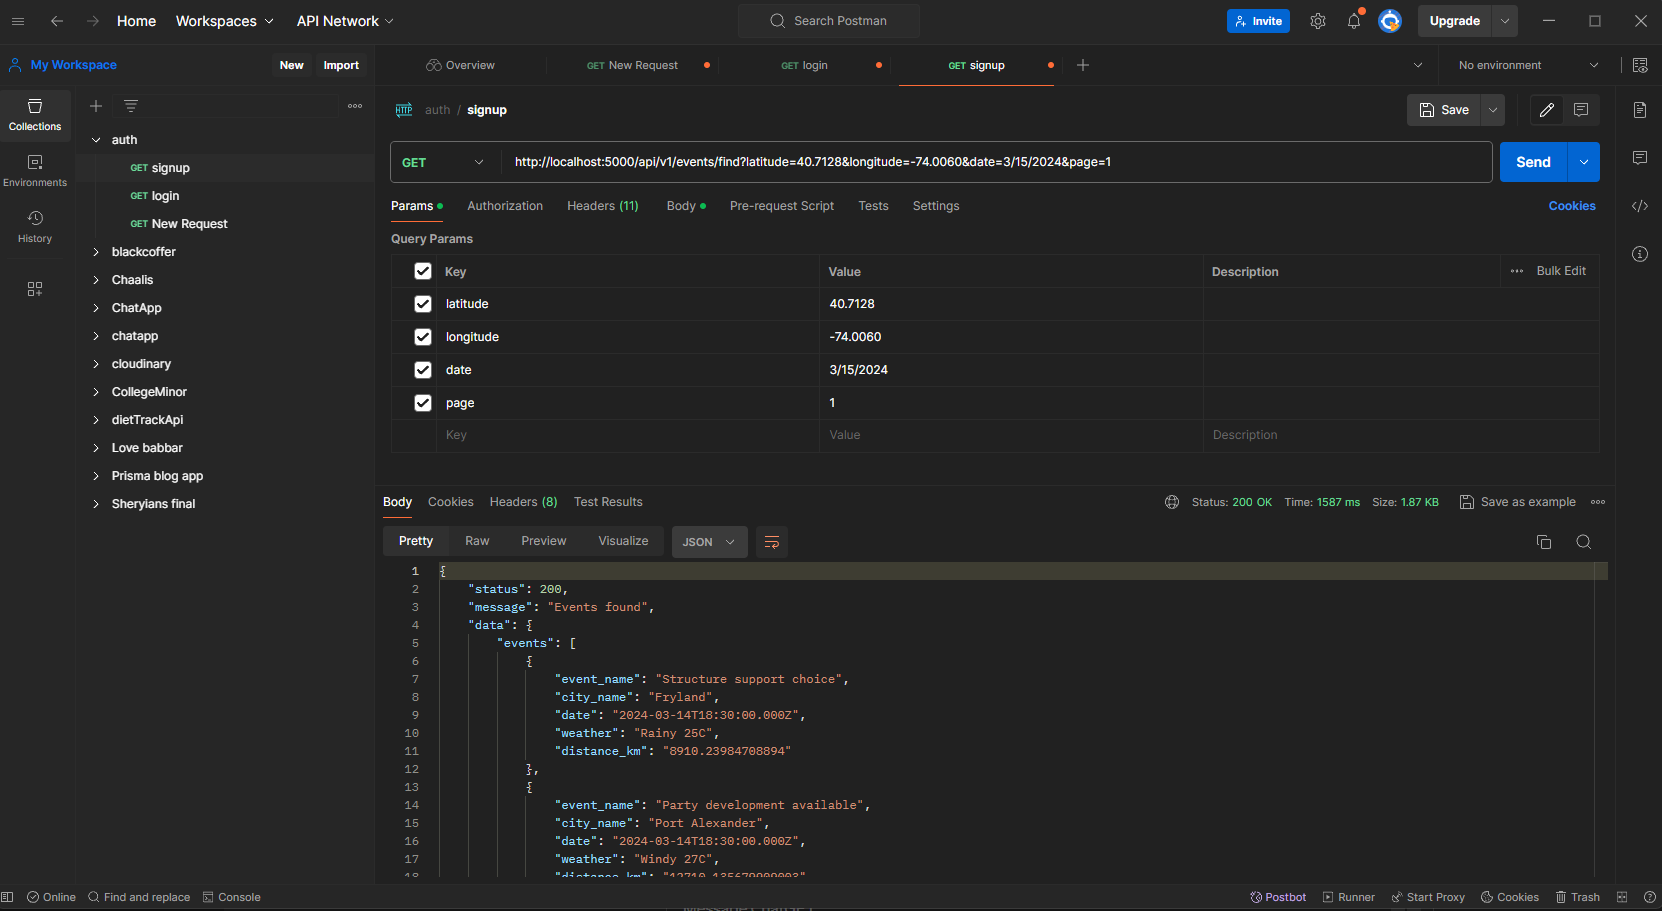 Home
Workspaces
API Network
Search Postman
Invite
Upgrade
My Workspace
New
Import
Overview
GET New Request
GET login
GET signup
No environment
Collections
Environments
History
auth
GET signup
GET login
GET New Request
blackcoffer
Chaalis
ChatApp
chatapp
cloudinary
CollegeMinor
dietTrackApi
Love babbar
Prisma blog app
Sheryians final
HTTP auth / signup
Save
GET
http://localhost:5000/api/v1/events/find?latitude=40.7128&longitude=-74.0060&date=3/15/2024&page=1
Send
Params
Authorization
Headers (11)
Body
Pre-request Script
Tests
Settings
Cookies
Query Params
Key Value Description Bulk Edit
latitude 40.7128
longitude -74.0060
date 3/15/2024
page 1
Key Value Description
Body
Cookies
Headers (8)
Test Results
Status: 200 OK
Time: 1587 ms
Size: 1.87 KB
Save as example
Pretty
Raw
Preview
Visualize
JSON
1 {
2 "status": 200,
3 "message": "Events found",
4 "data": {
5 "events": [
6 {
7 "event_name": "Structure support choice",
8 "city_name": "Fryland",
9 "date": "2024-03-14T18:30:00.000Z",
10 "weather": "Rainy 25C",
11 "distance_km": "8910.23984708894"
12 },
13 {
14 "event_name": "Party development available",
15 "city_name": "Port Alexander",
16 "date": "2024-03-14T18:30:00.000Z",
17 "weather": "Windy 27C",
18 "distance_km":
Online
Find and replace
Console
Postbot
Runner
Start Proxy
Cookies
Trash